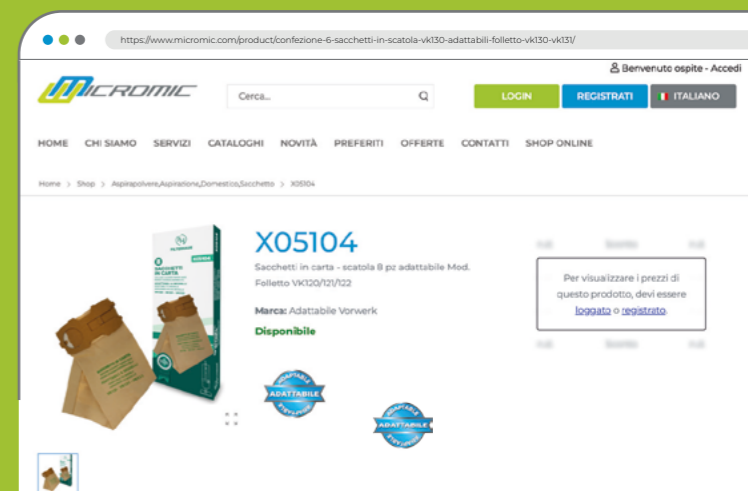 https://www.micromic.com/product/confezione-6-sacchetti-in-scatola-vk130-adattabili-folletto-vk130-vk131/
Benvenuto ospite - Accedi
MICROMIC
Cerca...
LOGIN
REGISTRATI
ITALIANO
HOME CHI SIAMO SERVIZI CATALOGHI NOVITÀ PREFERITI OFFERTE CONTATTI SHOP ONLINE
Home > Shop > Aspirapolvere,Aspirazione,Domestico,Sacchetto > X05104
X05104
Sacchetti in carta - scatola 8 pz adattabile Mod.
Folletto VK120/121/122
Marca: Adattabile Vorwerk
Disponibile
Per visualizzare i prezzi di
questo prodotto, devi essere
loggato o registrato.
SACCHETTI
IN CARTA
ADAPTABLE
ADATTABILE
ADAPTABLE
ADATTABILE